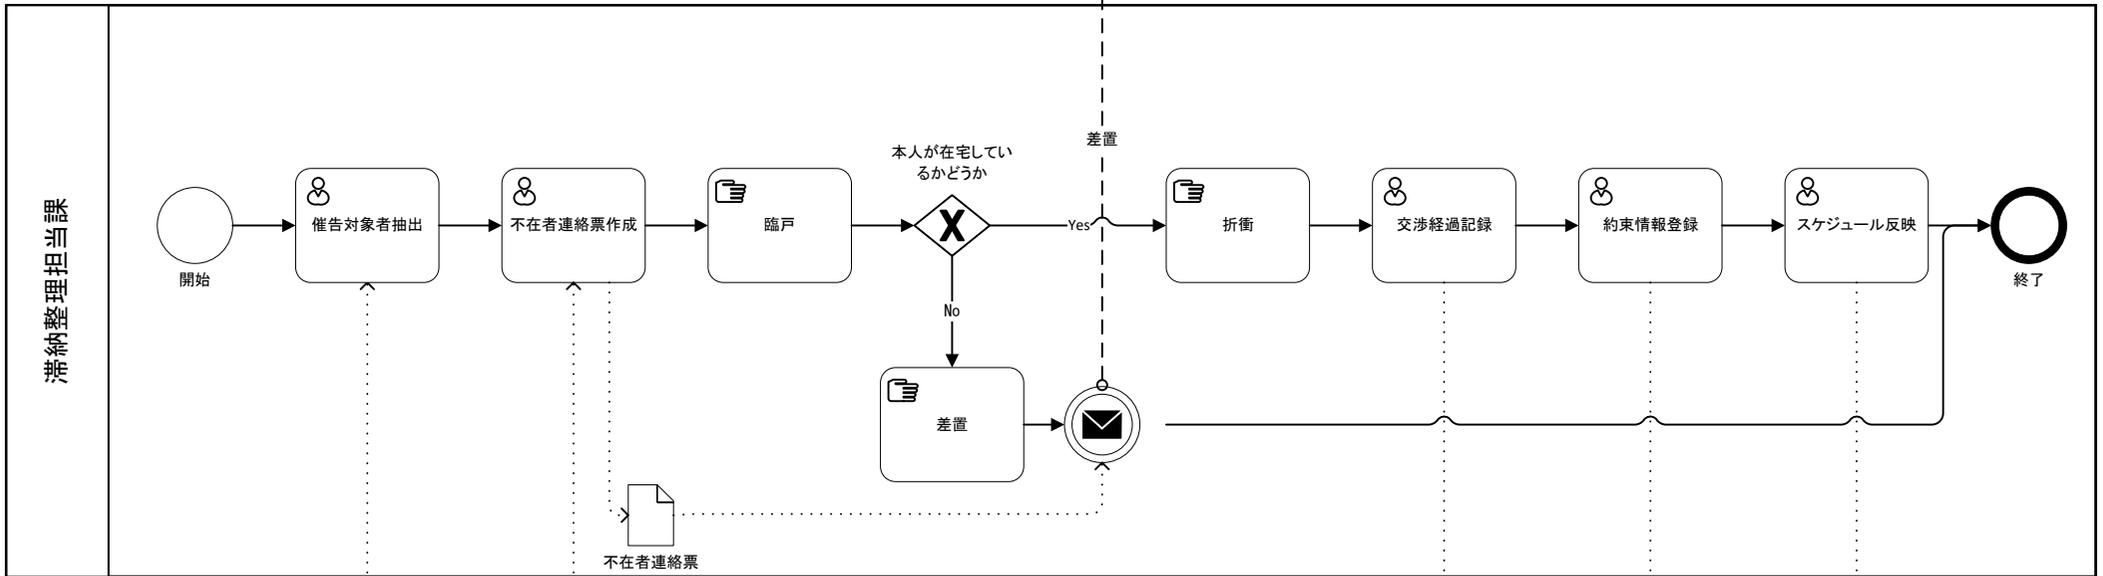 滞納整理担当課
開始
催告対象者抽出
不在者連絡票作成
臨戸
本人が在宅してい
るかどうか
Yes
No
差置
差置
折衝
交渉経過記録
約束情報登録
スケジュール反映
終了
不在者連絡票